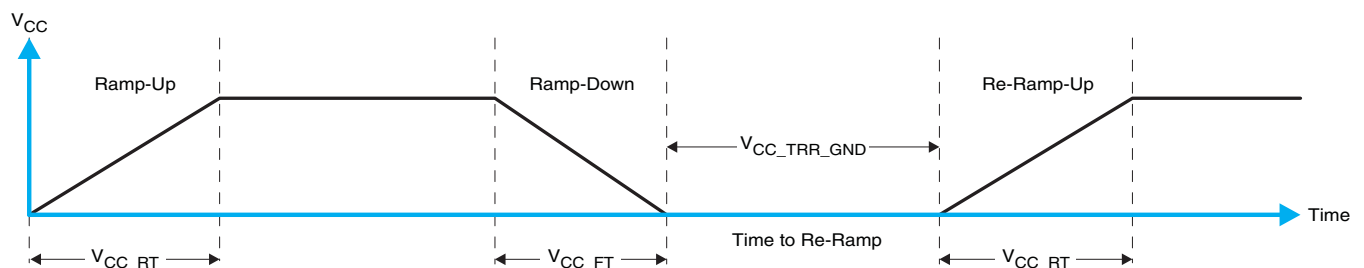 VCC
Ramp-Up
Ramp-Down
Re-Ramp-Up
VCC_TRR_GND
Time
Time to Re-Ramp
VCC_RT
VCC_FT
VCC_RT